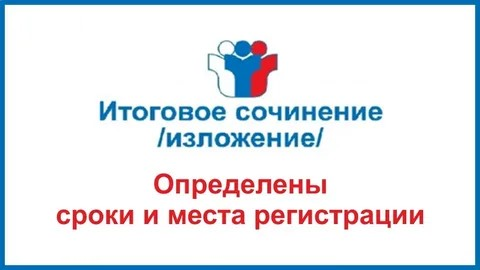 Итоговое сочинение
/изложение/
Определены
сроки и места регистрации